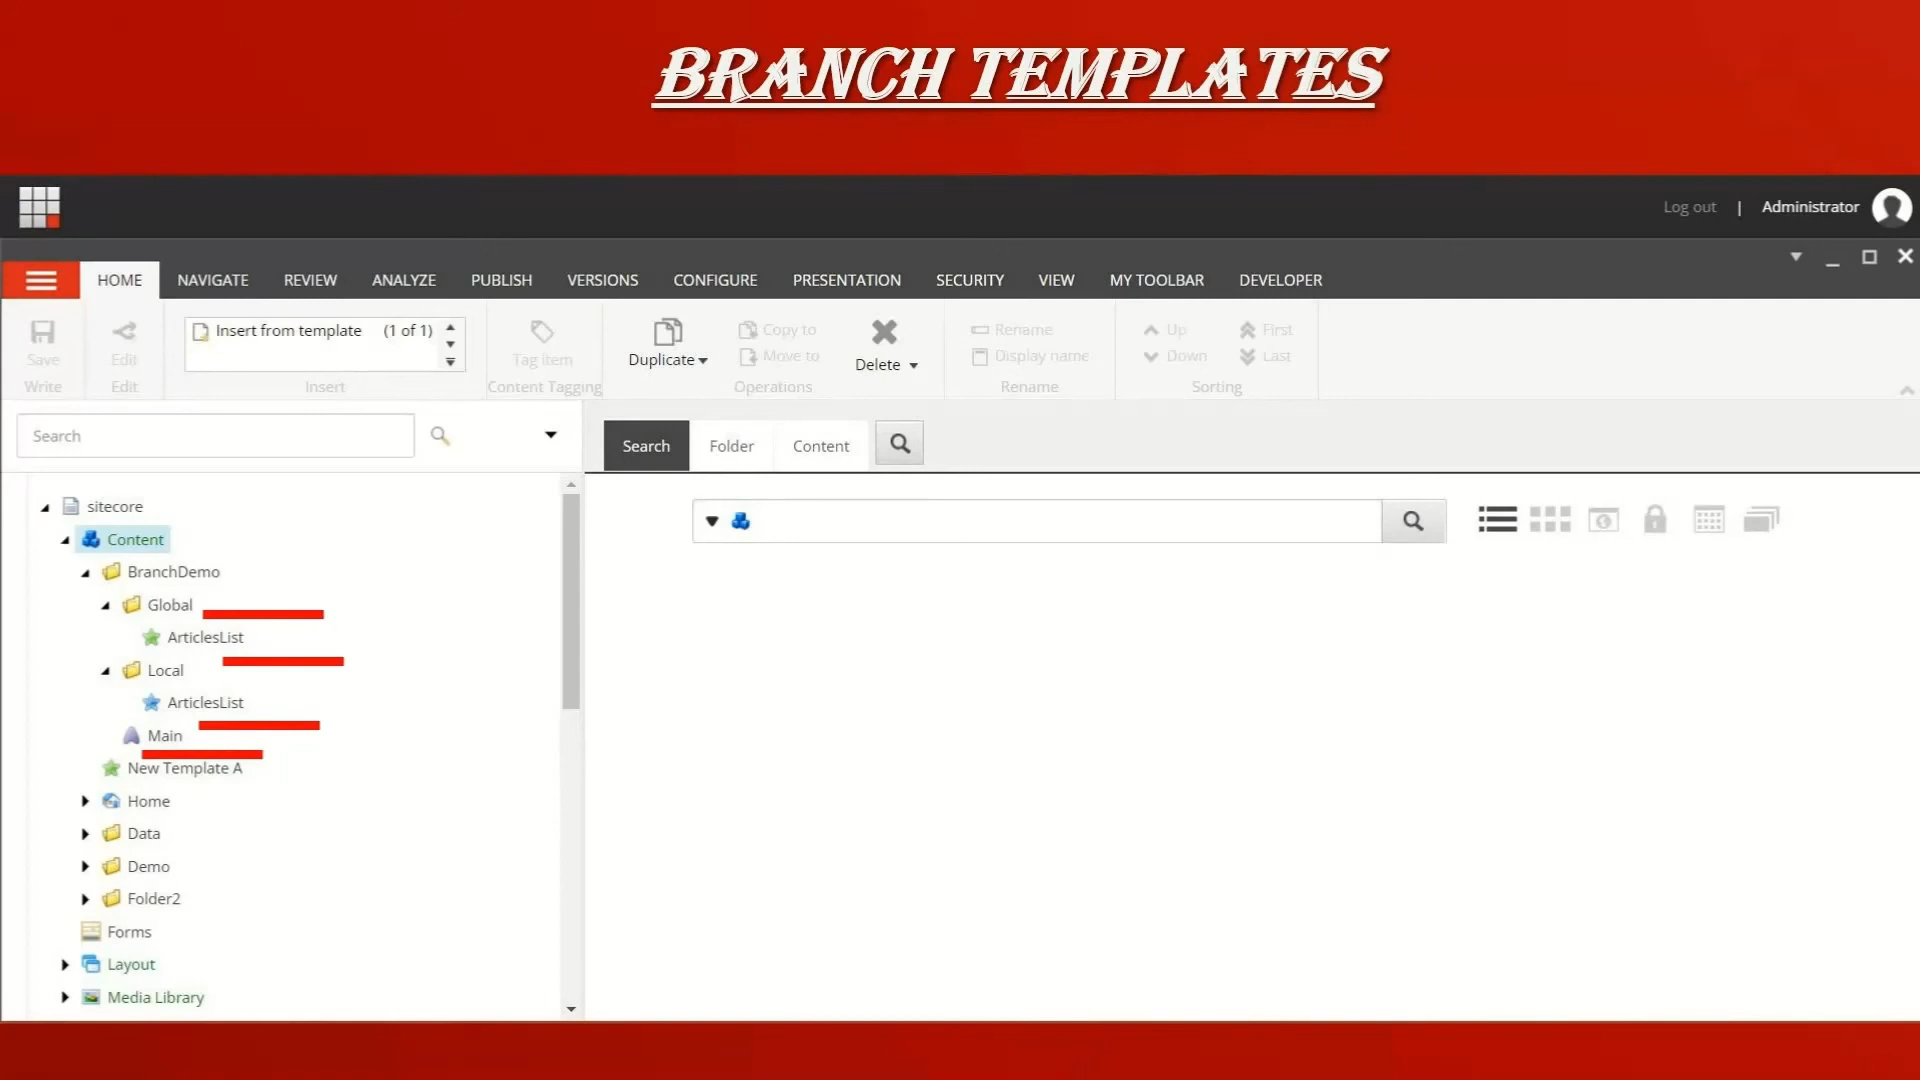 BRANCH TEMPLATES
Log out | Administrator
HOME NAVIGATE REVIEW ANALYZE PUBLISH VERSIONS CONFIGURE PRESENTATION SECURITY VIEW MY TOOLBAR DEVELOPER
Insert from template (1 of 1)
Save Edit Tag item Duplicate Copy to Move to Delete Rename Display name Up Down First Last
Write Edit Insert Content Tagging Operations Rename Sorting
Search
Search Folder Content
sitecore
Content
BranchDemo
Global
ArticlesList
Local
ArticlesList
Main
New Template A
Home
Data
Demo
Folder2
Forms
Layout
Media Library